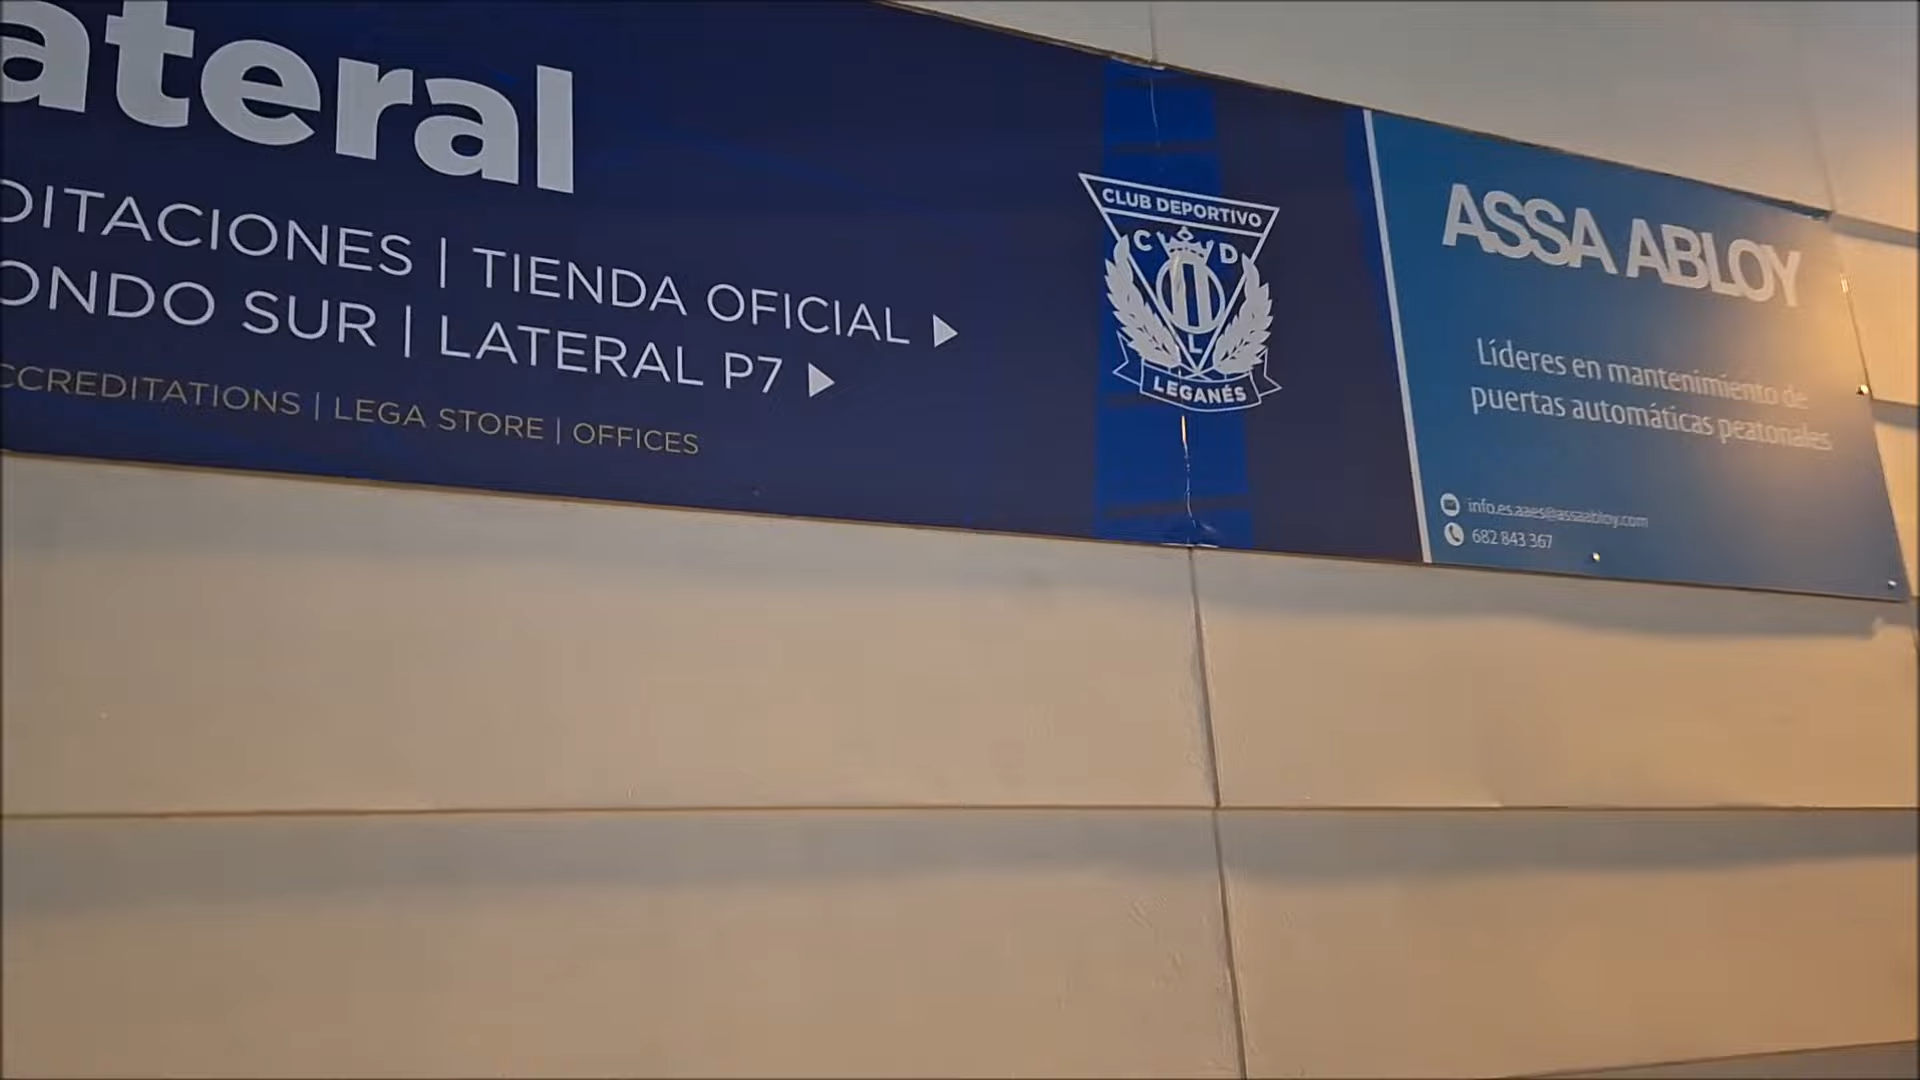 ateral
DITACIONES | TIENDA OFICIAL ▶
ONDO SUR | LATERAL P7 ▶
CCREDITATIONS | LEGA STORE | OFFICES
CLUB DEPORTIVO
C D
L
LEGANÉS
ASSA ABLOY
Líderes en mantenimiento de
puertas automáticas peatonales
info.es.aaes@assaabloy.com
682 843 367